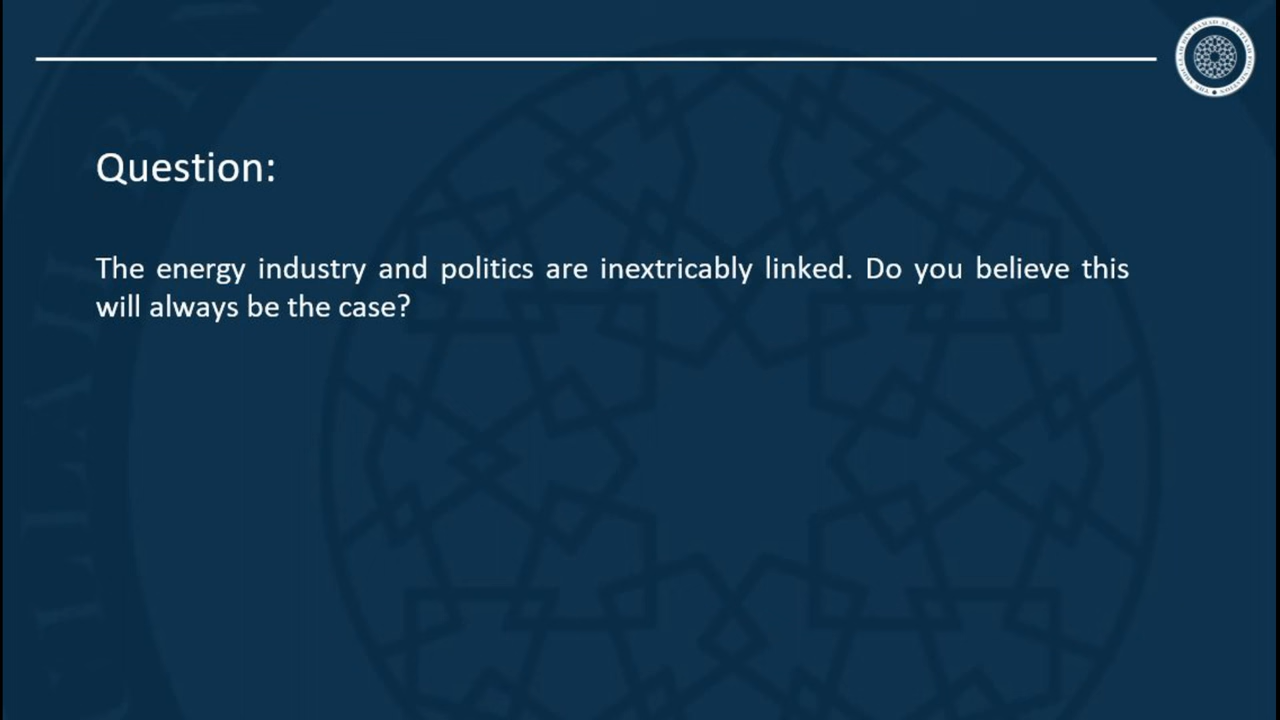 Question:
The energy industry and politics are inextricably linked. Do you believe this
will always be the case?